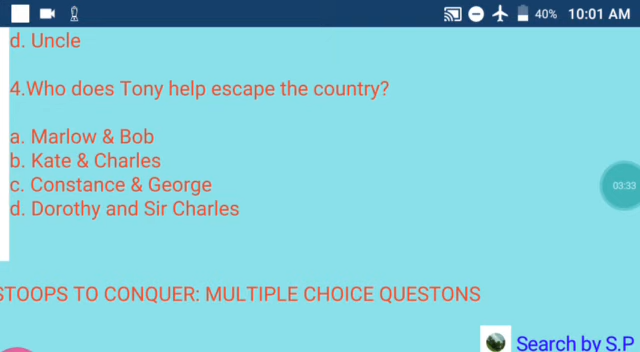 40% 10:01 AM
d. Uncle
4.Who does Tony help escape the country?
a. Marlow & Bob
b. Kate & Charles
c. Constance & George
d. Dorothy and Sir Charles
03:33
STOOPS TO CONQUER: MULTIPLE CHOICE QUESTONS
Search by S.P